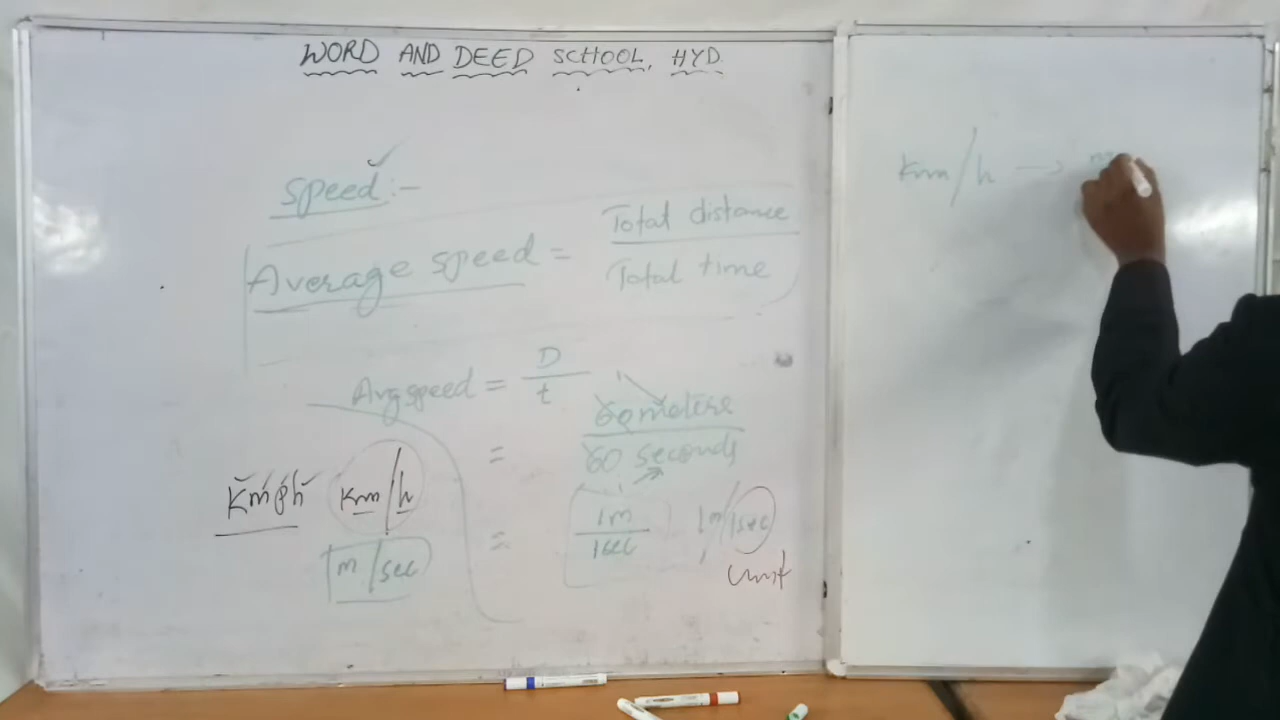 WORD AND DEED SCHOOL, HYD
Speed:-
Average speed = Total distance
Total time
Avg speed = D
t
= 60 meters
60 seconds
Kmph km/h
= 1m
1sec
1m/1sec
m/sec
unit
km/h → m